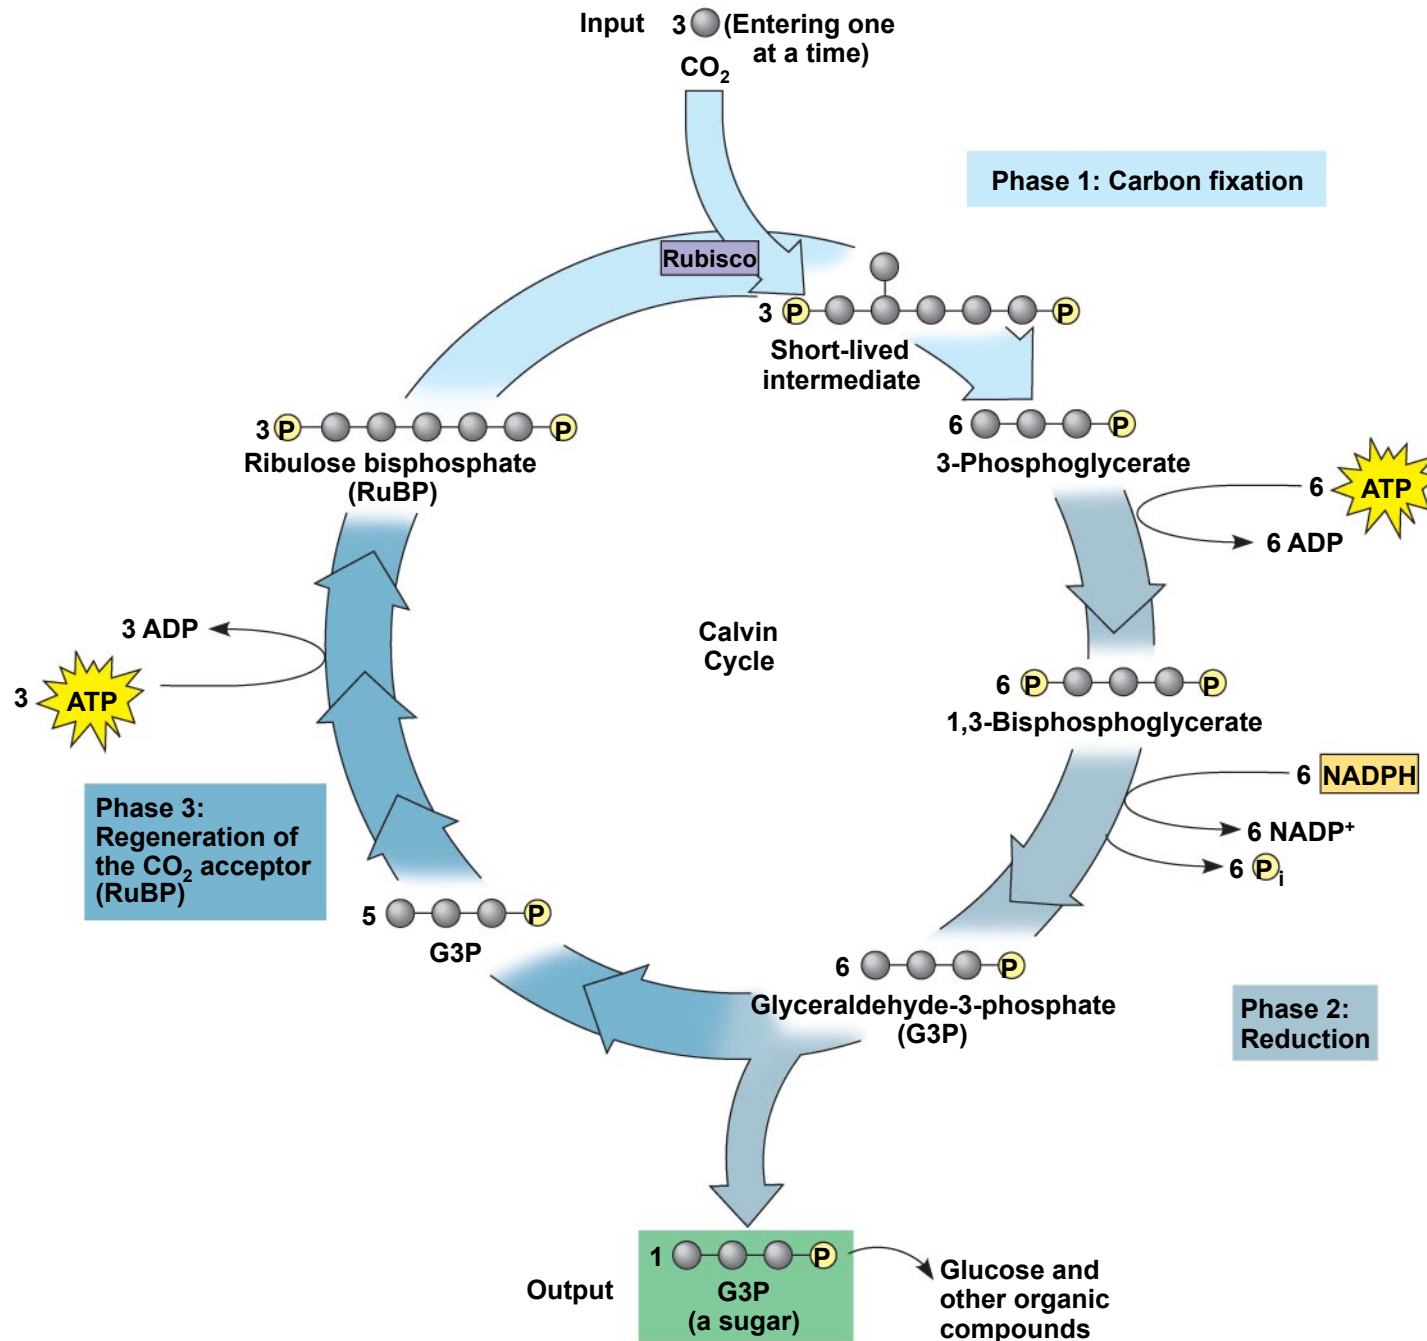 Input 3 (Entering one
at a time)
CO₂
Phase 1: Carbon fixation
Rubisco
3 P P
Short-lived
intermediate
3 P P
Ribulose bisphosphate
(RuBP)
6 P
3-Phosphoglycerate
6 ATP
6 ADP
Calvin
Cycle
3 ADP
3 ATP
6 P P
1,3-Bisphosphoglycerate
6 NADPH
6 NADP⁺
6 Pᵢ
Phase 3:
Regeneration of
the CO₂ acceptor
(RuBP)
5 P
G3P
6 P
Glyceraldehyde-3-phosphate
(G3P)
Phase 2:
Reduction
Output
1 P
G3P
(a sugar)
Glucose and
other organic
compounds